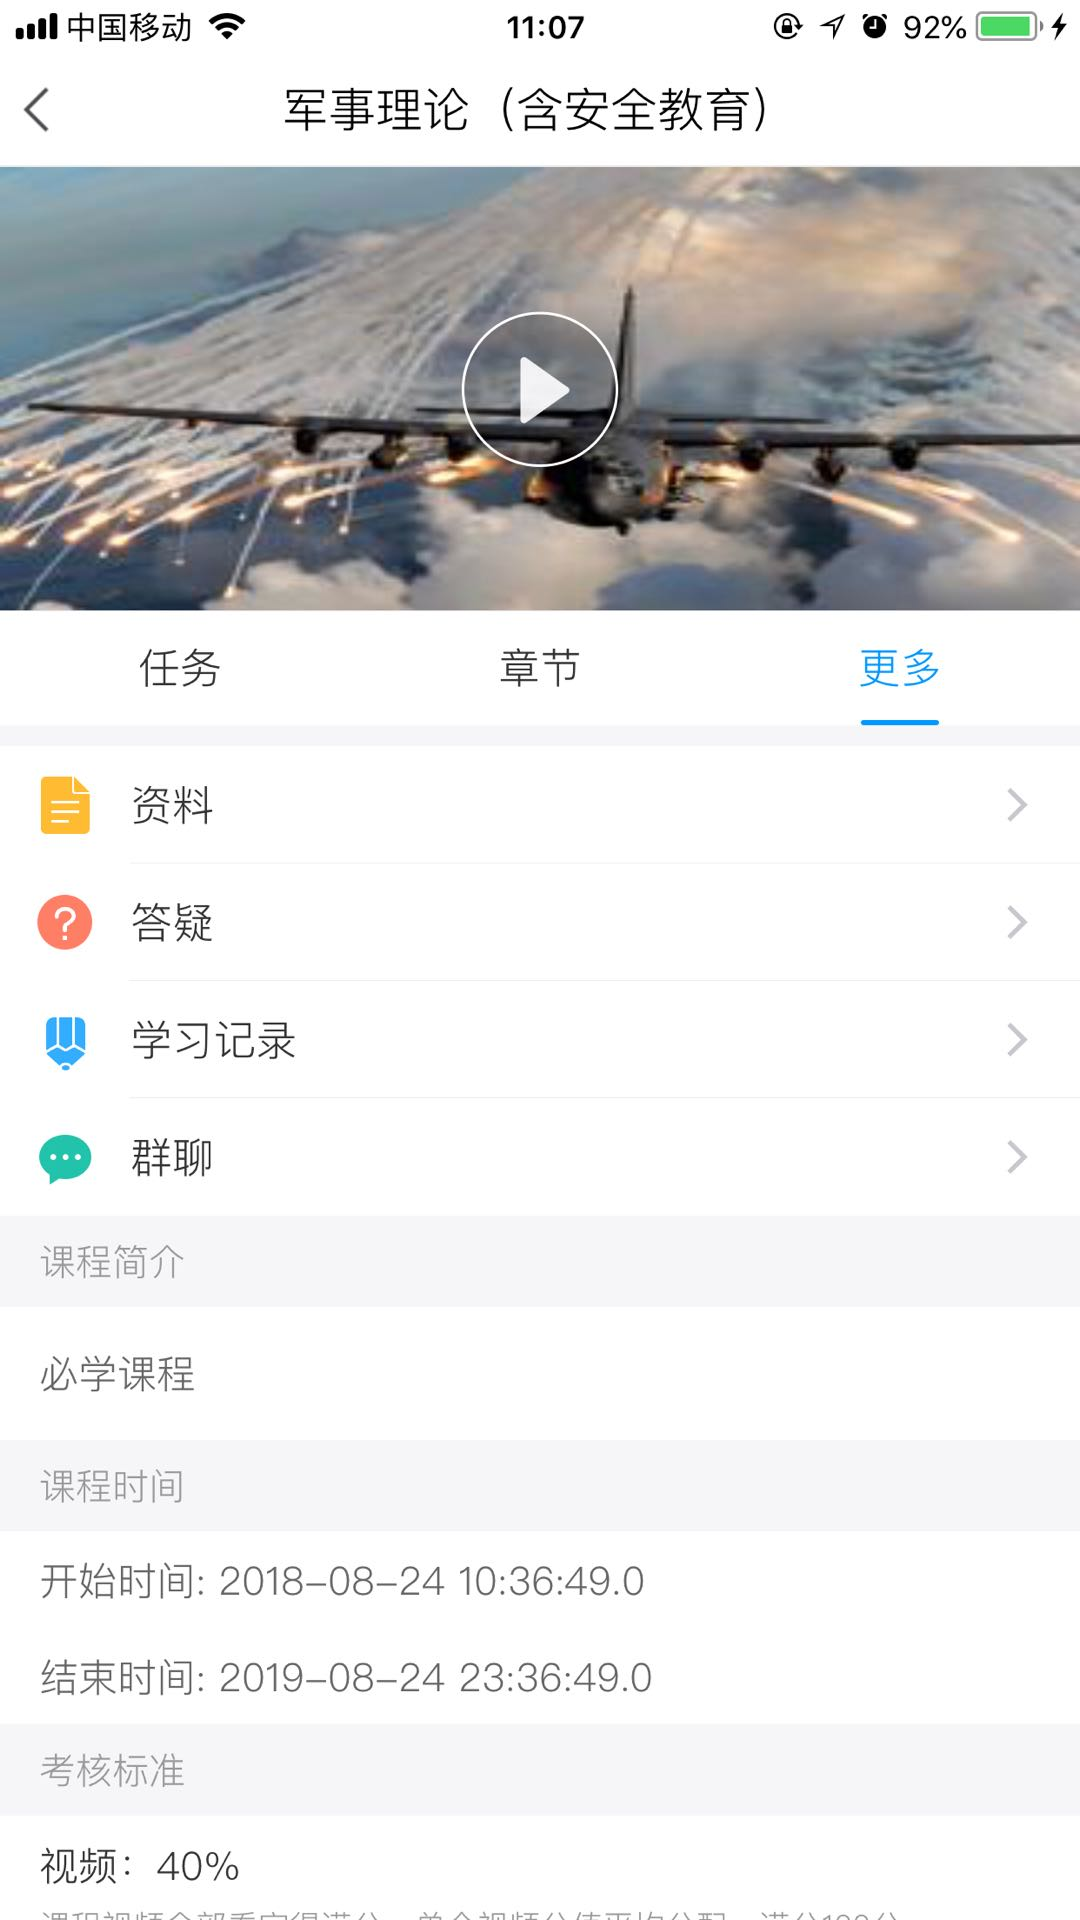 中国移动 11:07 92%
军事理论（含安全教育）
任务 章节 更多
资料
答疑
学习记录
群聊
课程简介
必学课程
课程时间
开始时间: 2018-08-24 10:36:49.0
结束时间: 2019-08-24 23:36:49.0
考核标准
视频：40%